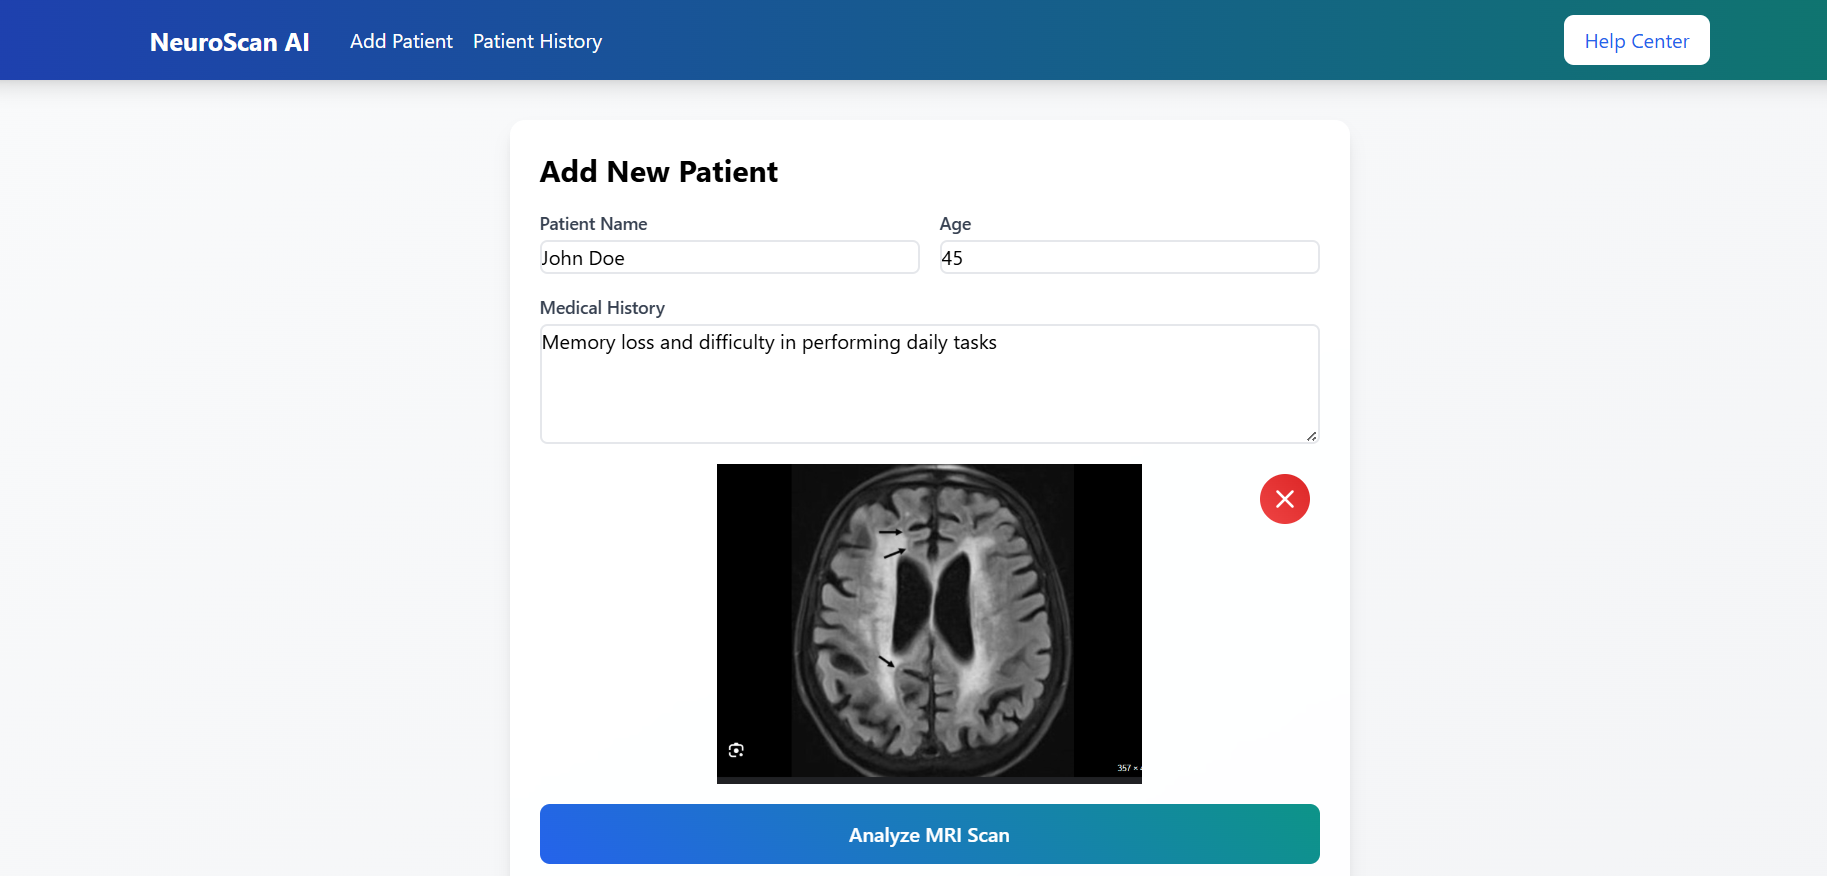 NeuroScan AI Add Patient Patient History Help Center
Add New Patient
Patient Name Age
John Doe 45
Medical History
Memory loss and difficulty in performing daily tasks
357 ×
Analyze MRI Scan